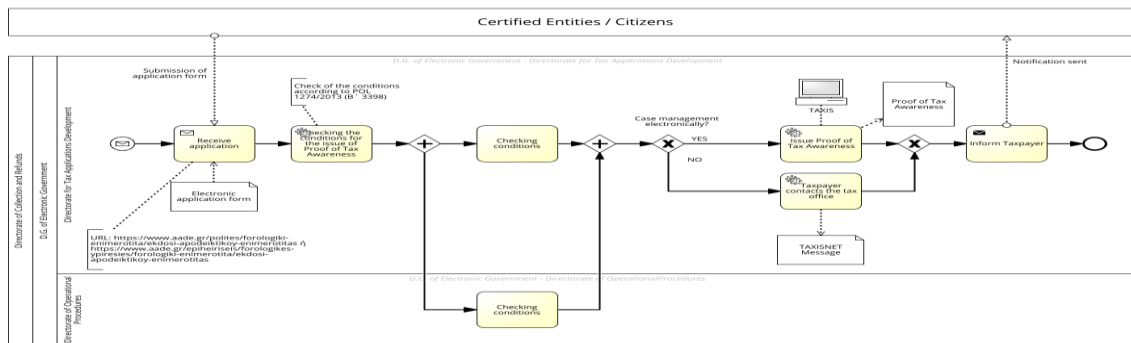 Certified Entities / Citizens
D.G. of Electronic Government - Directorate for Tax Applications Development
Submission of
application form
Notification sent
Check of the conditions
according to POL
1274/2013 (Β΄ 3398)
TAXIS
Proof of Tax
Awareness
Case management
electronically?
Receive
application
Checking the
conditions for
the issue of
Proof of Tax
Awareness
Checking
conditions
YES
NO
Issue Proof of
Tax Awareness
Inform Taxpayer
Electronic
application form
Taxpayer
contacts the tax
office
URL: https://www.aade.gr/polites/forologiki-
enimerotita/ekdosi-apodeiktikoy-enimerotitas ή
https://www.aade.gr/epiheiriseis/forologikes-
ypiresies/forologiki-enimerotita/ekdosi-
apodeiktikoy-enimerotitas
TAXISNET
Message
D.G. of Electronic Government - Directorate of OperationalProcedures
Checking
conditions
Directorate of Collection and Refunds
D.G. of Electronic Government
Directorate for Tax Applications Development
Directorate of Operational
Procedures